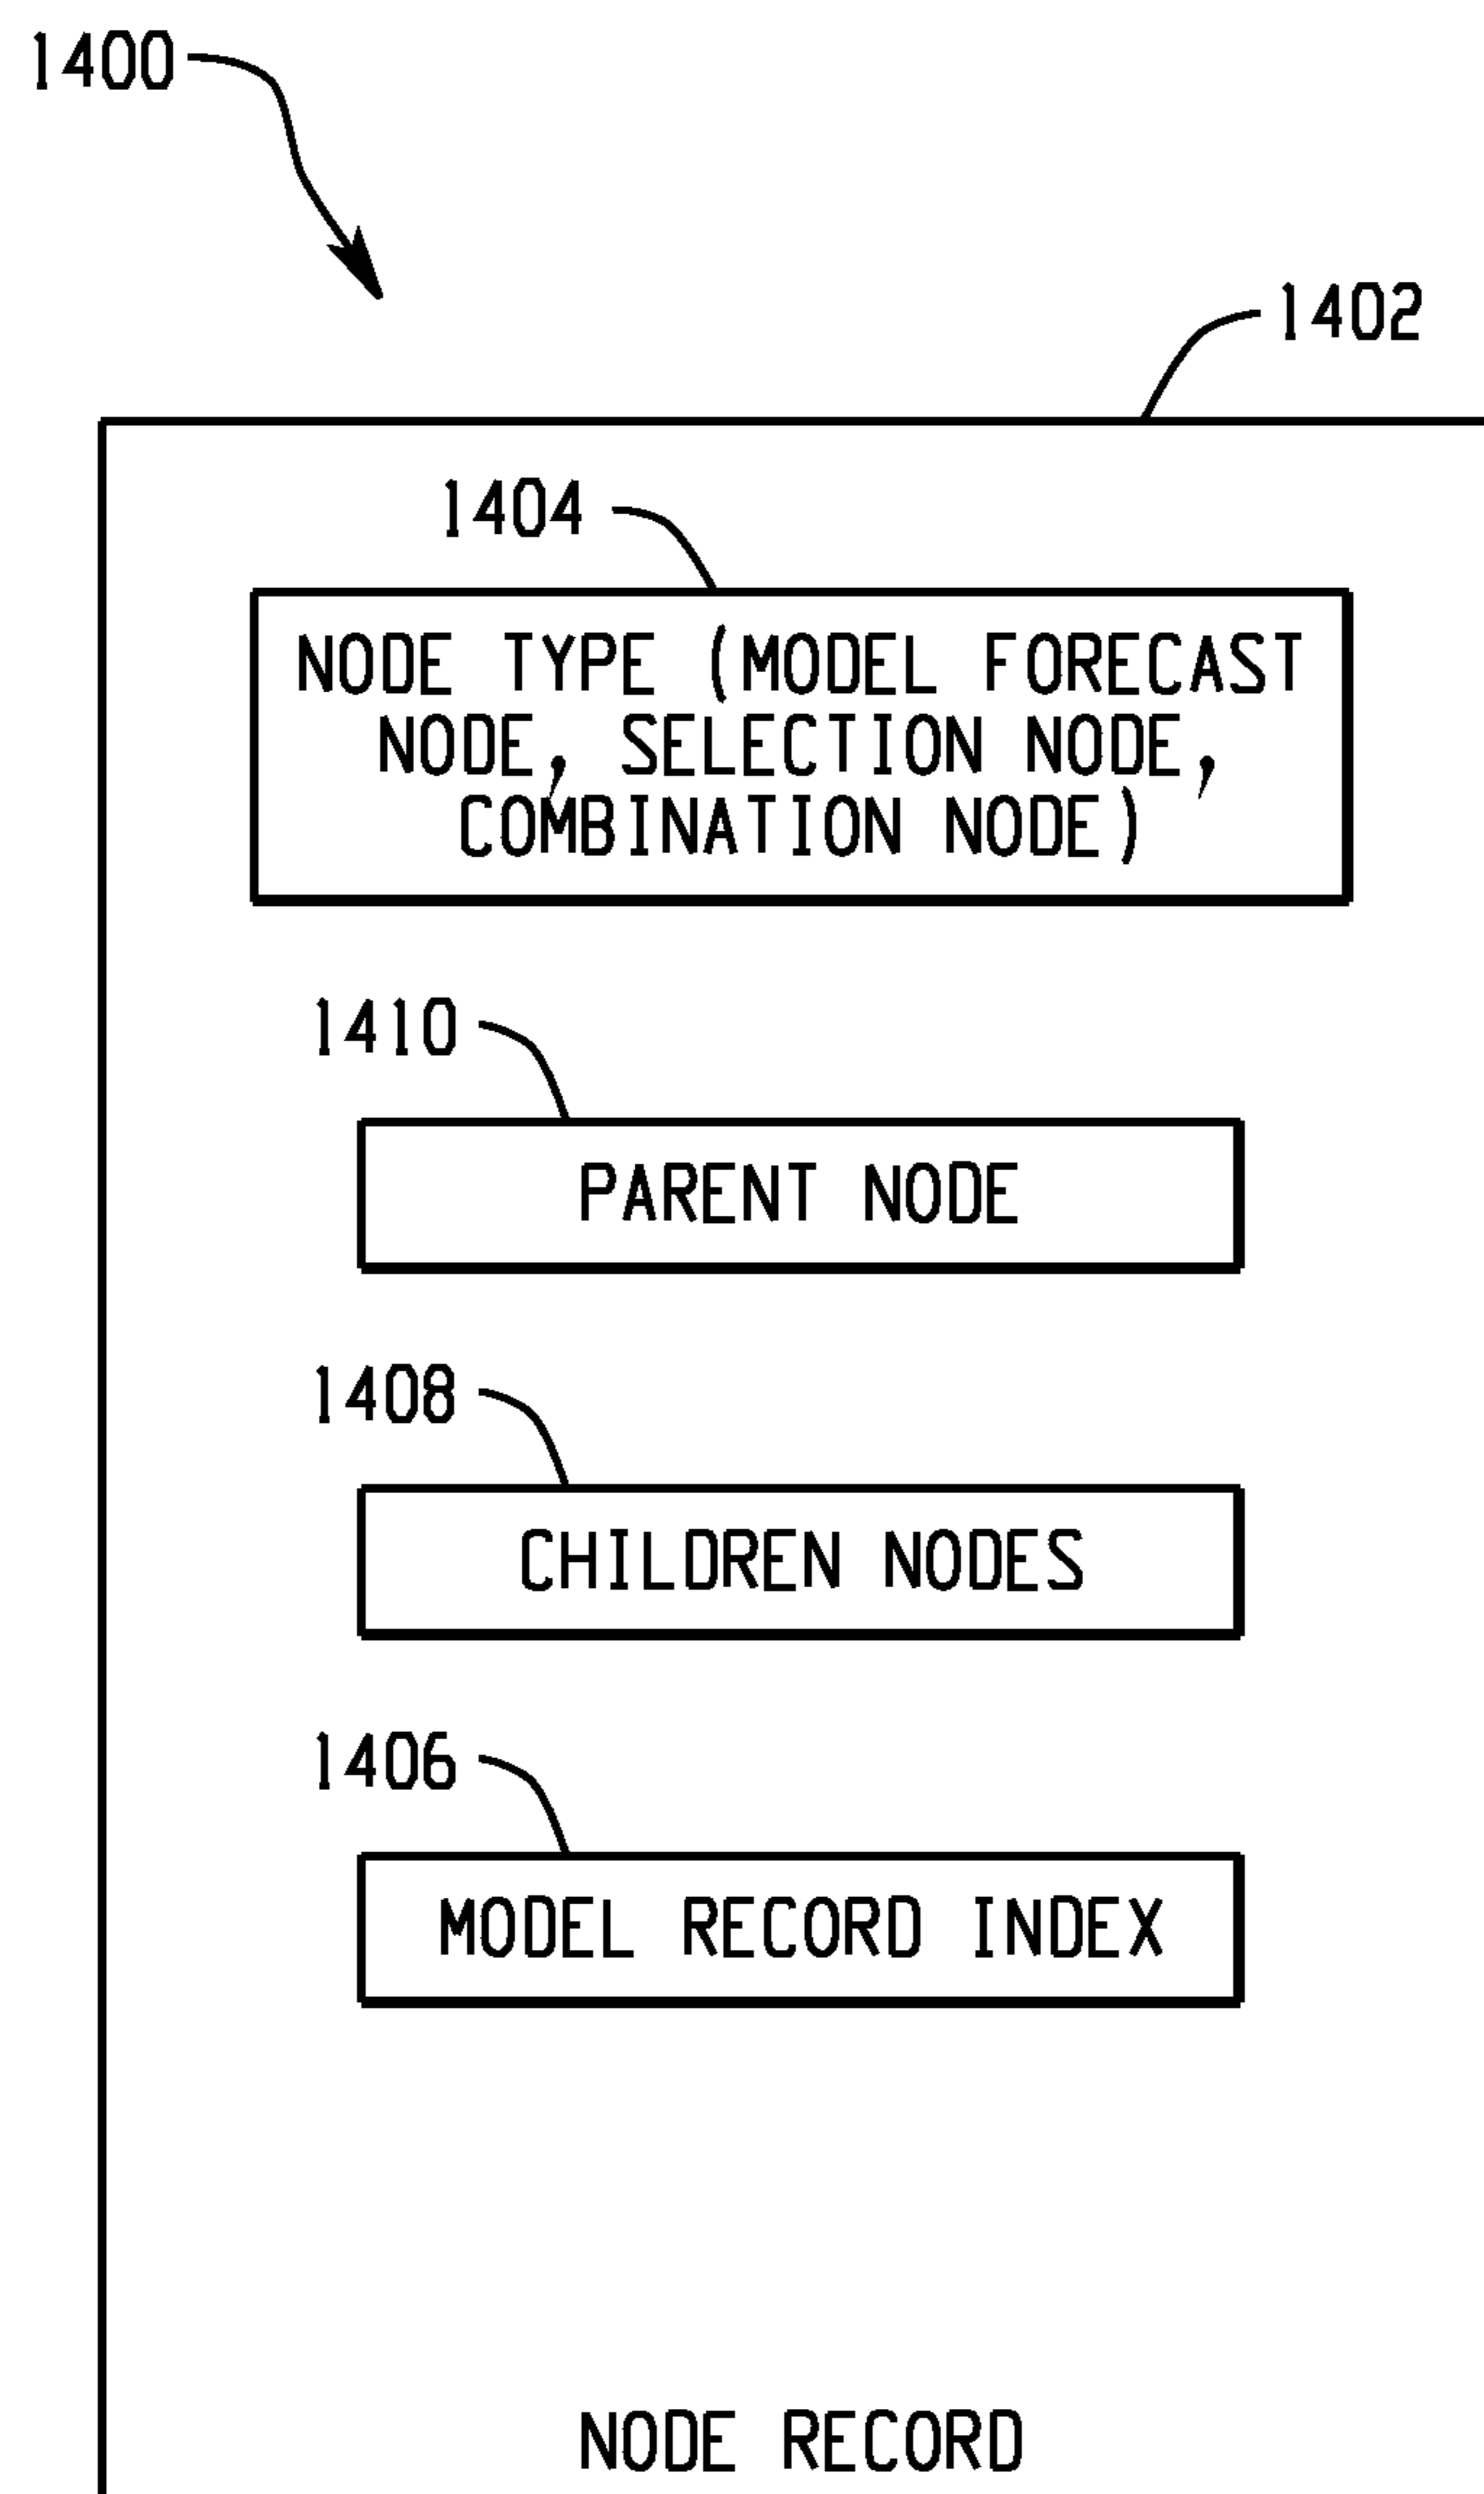 1400
1402
1404
NODE TYPE (MODEL FORECAST
NODE, SELECTION NODE,
COMBINATION NODE)
1410
PARENT NODE
1408
CHILDREN NODES
1406
MODEL RECORD INDEX
NODE RECORD